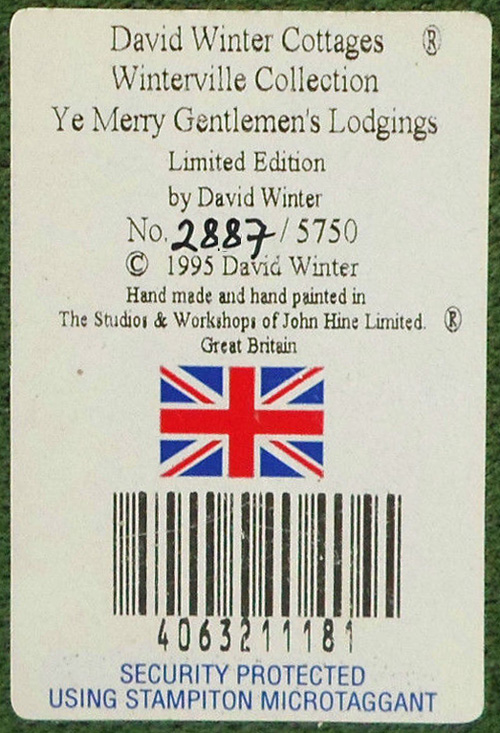 David Winter Cottages ®
Winterville Collection
Ye Merry Gentlemen's Lodgings
Limited Edition
by David Winter
No. 2887 / 5750
© 1995 David Winter
Hand made and hand painted in
The Studios & Workshops of John Hine Limited. ®
Great Britain
4063211181
SECURITY PROTECTED
USING STAMPITON MICROTAGGANT